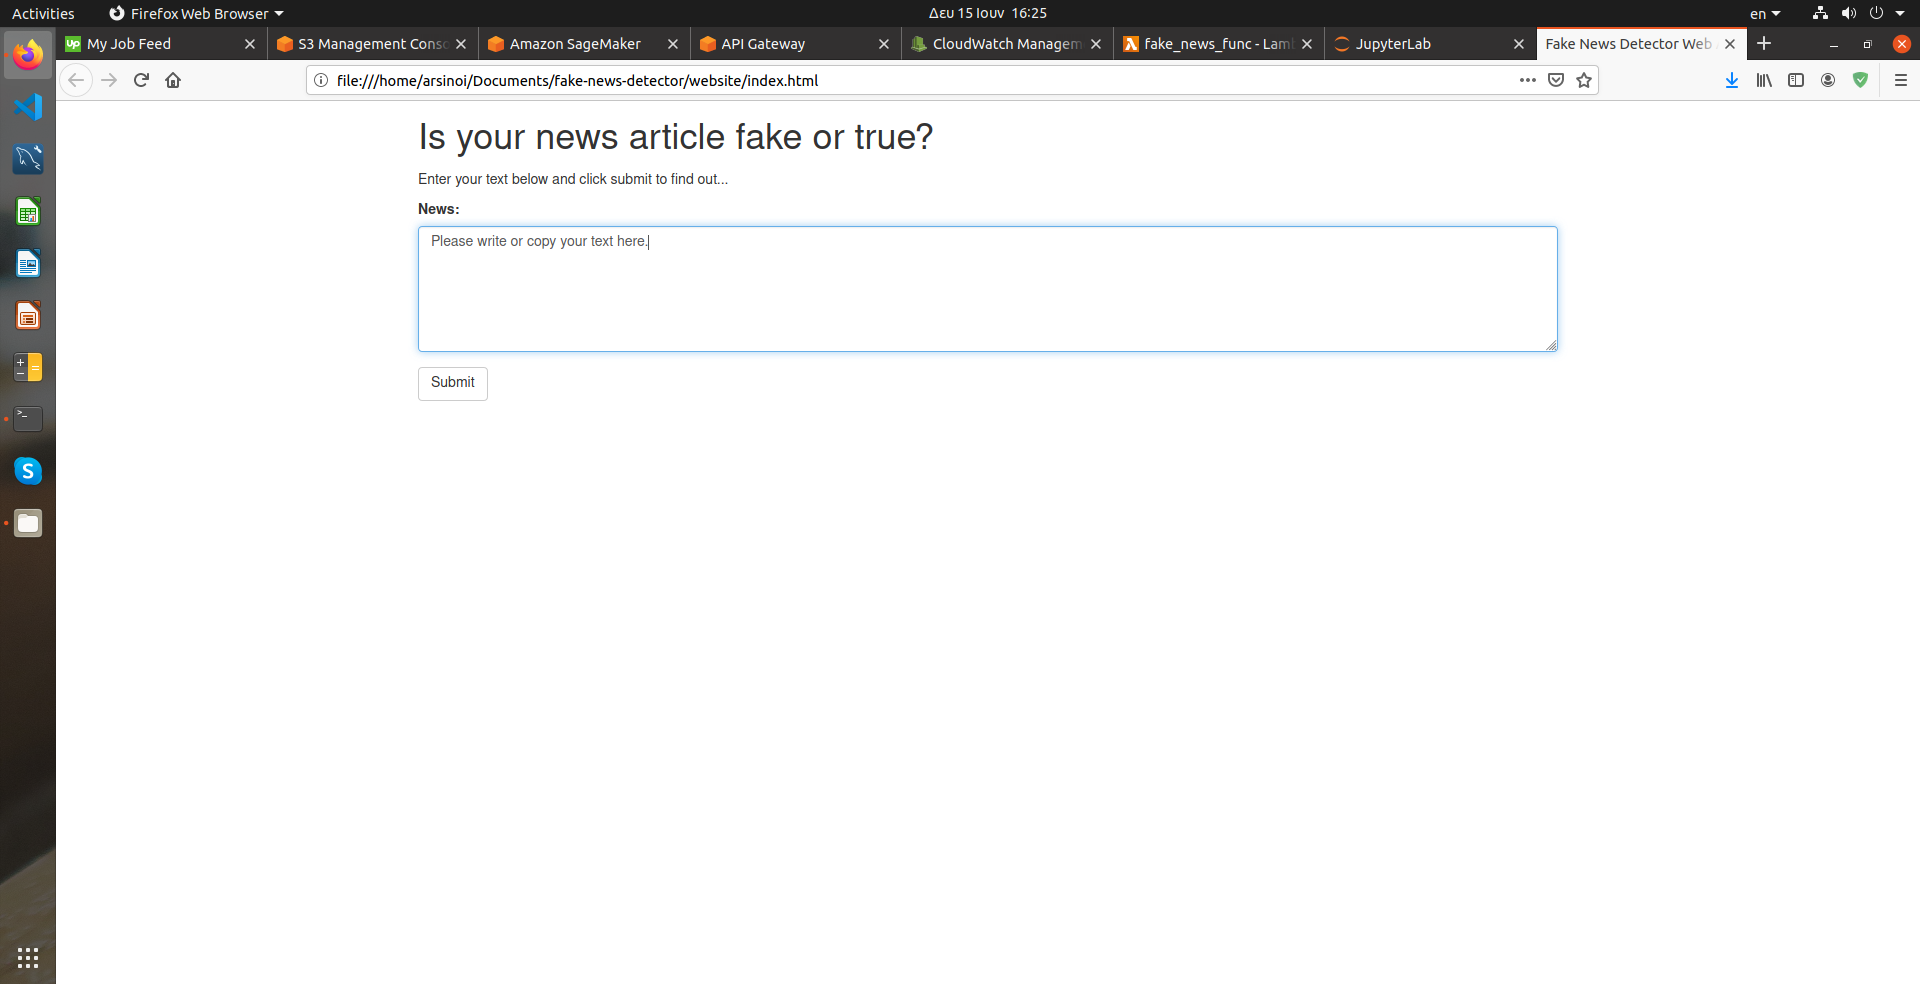 Activities
Firefox Web Browser
Δευ 15 Ιουν 16:25
en
My Job Feed
S3 Management Conso
Amazon SageMaker
API Gateway
CloudWatch Managem
fake_news_func - Lam
JupyterLab
Fake News Detector Web
file:///home/arsinoi/Documents/fake-news-detector/website/index.html
Is your news article fake or true?
Enter your text below and click submit to find out...
News:
Please write or copy your text here.
Submit